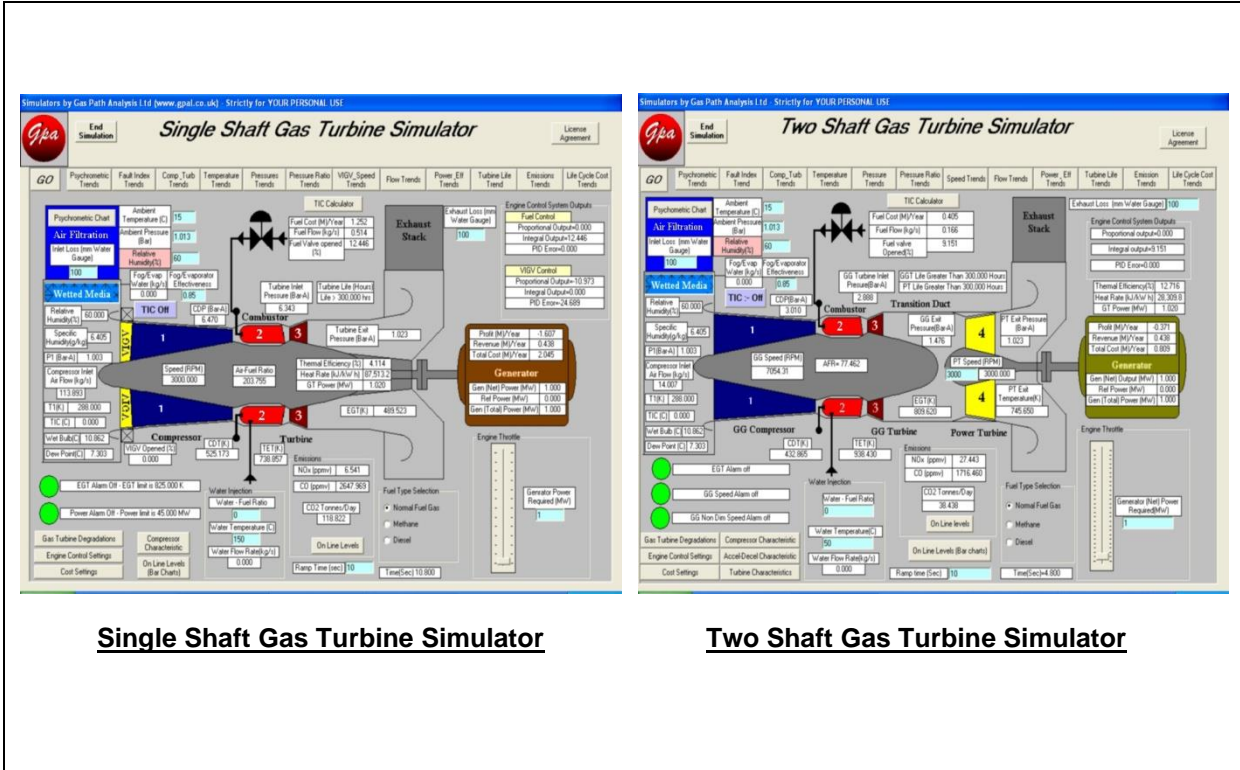 Simulators by Gas Path Analysis Ltd (www.gpal.co.uk) - Strictly for YOUR PERSONAL USE
Gpa
End Simulation
Single Shaft Gas Turbine Simulator
License Agreement
GO
Psychrometric Trends
Fault Index Trends
Comp_Turb Trends
Temperature Trends
Pressures Trends
Pressure Ratio Trends
VIGV_Speed Trends
Flow Trends
Power_Eff Trends
Turbine Life Trend
Emissions Trends
Life Cycle Cost Trends
Psychrometric Chart
Air Filtration
Inlet Loss (mm Water Gauge)
100
Ambient Temperature (C) 15
Ambient Pressure (Bar) 1.013
Relative Humidity(%) 60
TIC Calculator
Fuel Cost (M)/Year 1.252
Fuel Flow (kg/s) 0.514
Fuel Valve opened (%) 12.446
Exhaust Stack
Exhaust Loss (mm Water Gauge)
100
Engine Control System Outputs
Fuel Control
Proportional Output=0.000
Integral Output=12.446
PID Error=0.000
VIGV Control
Proportional Output=-10.973
Integral Output=0.000
PID Error=-24.689
Wetted Media
Fog/Evap Water (kg/s) 0.000
Fog/Evaporator Effectiveness 0.85
TIC Off
CDP (Bar-A)
6.470
Relative Humidity(%) 60.000
Specific Humidity(g/kg) 6.405
P1(Bar-A) 1.003
Compressor Inlet Air Flow (kg/s)
113.893
T1(K) 288.000
TIC (C) 0.000
Wet Bulb(C) 10.862
Dew Point(C) 7.303
VIGV
1
Combustor
2
3
Turbine Inlet Pressure (Bar-A)
6.343
Turbine Life (Hours)
Life > 300,000 hrs
Turbine Exit Pressure (Bar-A)
1.023
Speed (RPM)
3000.000
Air-Fuel Ratio
203.755
Thermal Efficiency (%) 4.114
Heat Rate (kJ/kW h) 87,513.2
GT Power (MW) 1.020
Profit (M)/Year -1.607
Revenue (M)/Year 0.438
Total Cost (M)/Year 2.045
Generator
Gen (Net) Power (MW) 1.000
Ref Power (MW) 0.000
Gen (Total) Power (MW) 1.000
VIGV
1
2
3
EGT(K) 489.523
Compressor
Turbine
VIGV Opened (%)
0.000
CDT(K)
525.173
TET(K)
738.857
Emissions
NOx (ppmv) 6.541
CO (ppmv) 2647.969
CO2 Tonnes/Day
118.822
On Line Levels
Engine Throttle
EGT Alarm Off - EGT limit is 825.000 K
Power Alarm Off - Power limit is 45.000 MW
Water Injection
Water - Fuel Ratio
0
Water Temperature (C)
150
Water Flow Rate(kg/s)
0.000
Fuel Type Selection
Normal Fuel Gas
Methane
Diesel
Genrator Power Required (MW)
1
Gas Turbine Degradations
Engine Control Settings
Cost Settings
Compressor Characteristic
On Line Levels (Bar Charts)
Ramp Time (sec) 10
Time(Sec) 10.800
Single Shaft Gas Turbine Simulator
Simulators by Gas Path Analysis Ltd - Strictly for YOUR PERSONAL USE
Gpa
End Simulation
Two Shaft Gas Turbine Simulator
License Agreement
GO
Psychrometric Trends
Fault Index Trend
Comp_Turb Trends
Temperature Trends
Pressure Trends
Pressure Ratio Trends
Speed Trends
Flow Trends
Power_Eff Trends
Turbine Life Trends
Emission Trends
Life Cycle Cost Trends
Psychrometric Chart
Air Filtration
Inlet Loss (mm Water Gauge)
100
Ambient Temperature (C) 15
Ambient Pressure (Bar) 1.013
Relative Humidity(%) 60
TIC Calculator
Fuel Cost (M)/Year 0.405
Fuel Flow (kg/s) 0.166
Fuel valve Opened(%) 9.151
Exhaust Stack
Exhaust Loss (mm Water Gauge) 100
Engine Control System Outputs
Proportional output=0.000
Integral output=9.151
PID Error=0.000
Wetted Media
Fog/Evap Water (kg/s) 0.000
Fog/Evaporator Effectiveness 0.85
TIC :- Off
CDP(Bar-A)
3.010
Relative Humidity(%) 60.000
Specific Humidity(g/kg) 6.405
P1(Bar-A) 1.003
Compressor Inlet Air Flow (kg/s)
14.007
T1(K) 288.000
TIC (C) 0.000
Wet Bulb(C) 10.862
Dew Point(C) 7.303
GG Turbine Inlet Pressure(Bar-A)
2.888
GGT Life Greater Than 300,000 Hours
PT Life Greater Than 300,000 Hours
Combustor
Transition Duct
1
2
3
4
GG Exit Pressure(Bar-A)
1.476
PT Exit Pressure (Bar-A)
1.023
Thermal Efficiency(%) 12.716
Heat Rate (kJ/kW h) 28,309.8
GT Power (MW) 1.020
GG Speed (RPM)
7054.31
AFR= 77.462
PT Speed (RPM)
3000 3000.000
Profit (M)/Year -0.371
Revenue (M)/Year 0.438
Total Cost (M)/Year 0.809
Generator
Gen (Net) Output (MW) 1.000
Ref Power (MW) 0.000
Gen (Total) Power (MW) 1.000
1
2
3
4
EGT(K)
809.620
PT Exit Temperature(K)
745.650
GG Compressor
GG Turbine
Power Turbine
CDT(K)
432.865
TET(K)
938.430
Emissions
NOx (ppmv) 27.443
CO (ppmv) 1716.460
CO2 Tonnes/Day
38.438
On Line levels
Engine Throttle
EGT Alarm off
GG Speed Alarm off
GG Non Dim Speed Alarm off
Water Injection
Water - Fuel Ratio
0
Water Temperature(C)
50
Water Flow Rate(kg/s)
0.000
Fuel Type Selection
Normal Fuel Gas
Methane
Diesel
Generator (Net) Power Required(MW)
1
Gas Turbine Degradations
Engine Control Settings
Cost Settings
Compressor Characteristic
Accel-Decel Characteristic
Turbine Characteristics
On Line Levels (Bar charts)
Ramp time (Sec) 10
Time(Sec)=4.800
Two Shaft Gas Turbine Simulator